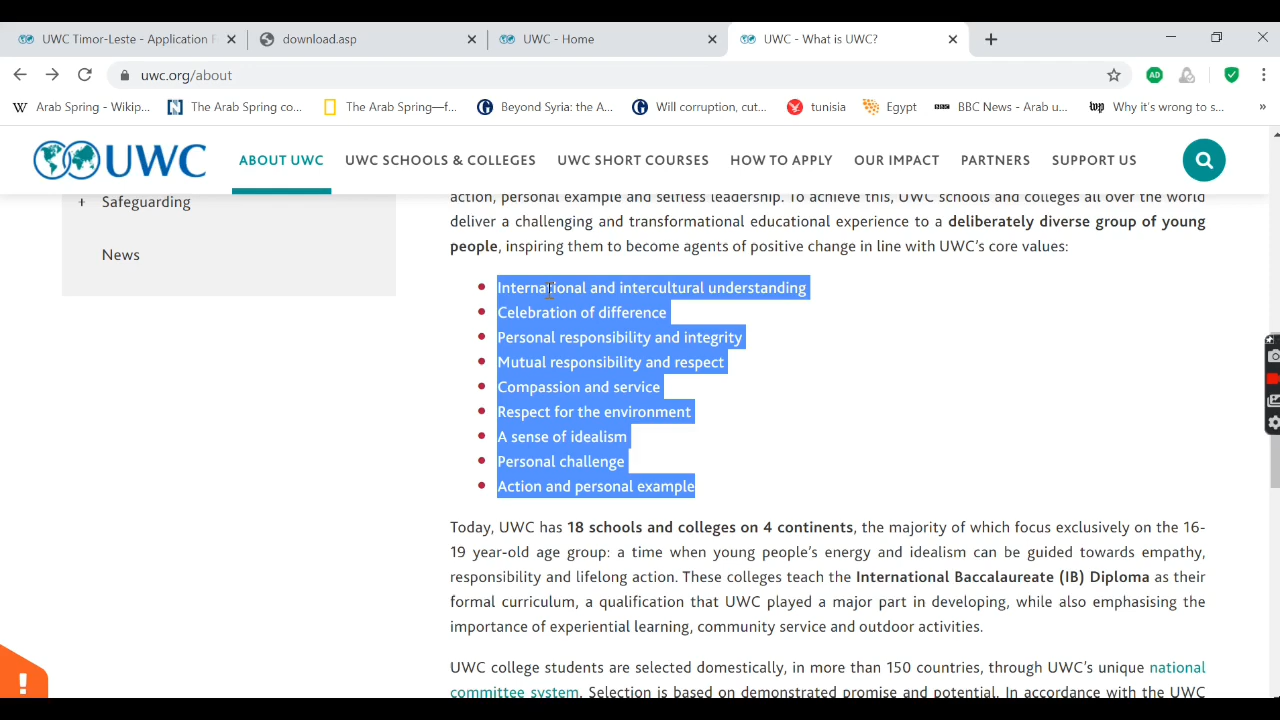 UWC Timor-Leste - Application F
download.asp
UWC - Home
UWC - What is UWC?
uwc.org/about
AD
W Arab Spring - Wikip...
N The Arab Spring co...
The Arab Spring—f...
Beyond Syria: the A...
Will corruption, cut...
tunisia
Egypt
BBC News - Arab u...
wp Why it's wrong to s...
»
UWC
ABOUT UWC
UWC SCHOOLS & COLLEGES
UWC SHORT COURSES
HOW TO APPLY
OUR IMPACT
PARTNERS
SUPPORT US
+ Safeguarding
News
action, personal example and selfless leadership. To achieve this, UWC schools and colleges all over the world
deliver a challenging and transformational educational experience to a deliberately diverse group of young
people, inspiring them to become agents of positive change in line with UWC's core values:
International and intercultural understanding
Celebration of difference
Personal responsibility and integrity
Mutual responsibility and respect
Compassion and service
Respect for the environment
A sense of idealism
Personal challenge
Action and personal example
Today, UWC has 18 schools and colleges on 4 continents, the majority of which focus exclusively on the 16-
19 year-old age group: a time when young people's energy and idealism can be guided towards empathy,
responsibility and lifelong action. These colleges teach the International Baccalaureate (IB) Diploma as their
formal curriculum, a qualification that UWC played a major part in developing, while also emphasising the
importance of experiential learning, community service and outdoor activities.
UWC college students are selected domestically, in more than 150 countries, through UWC's unique national
committee system. Selection is based on demonstrated promise and potential. In accordance with the UWC